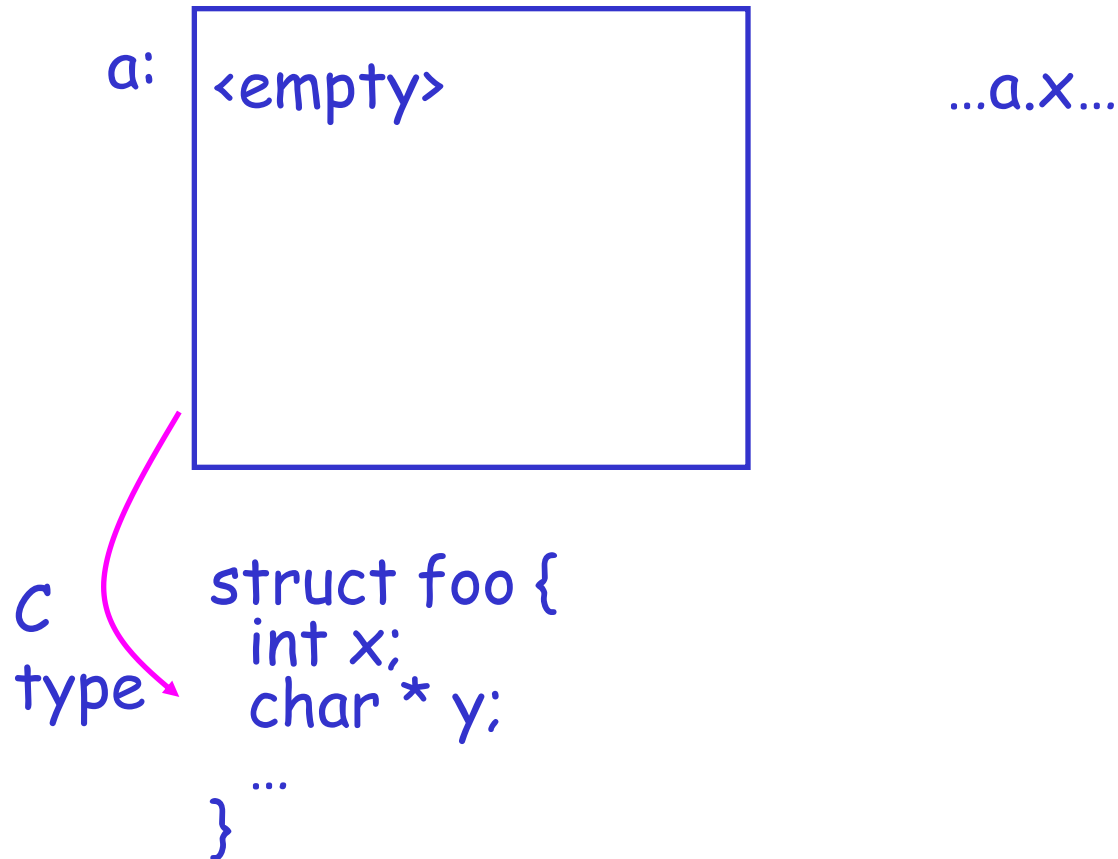 a:
<empty>
…a.x…
C
type
struct foo {
int x;
char * y;
…
}